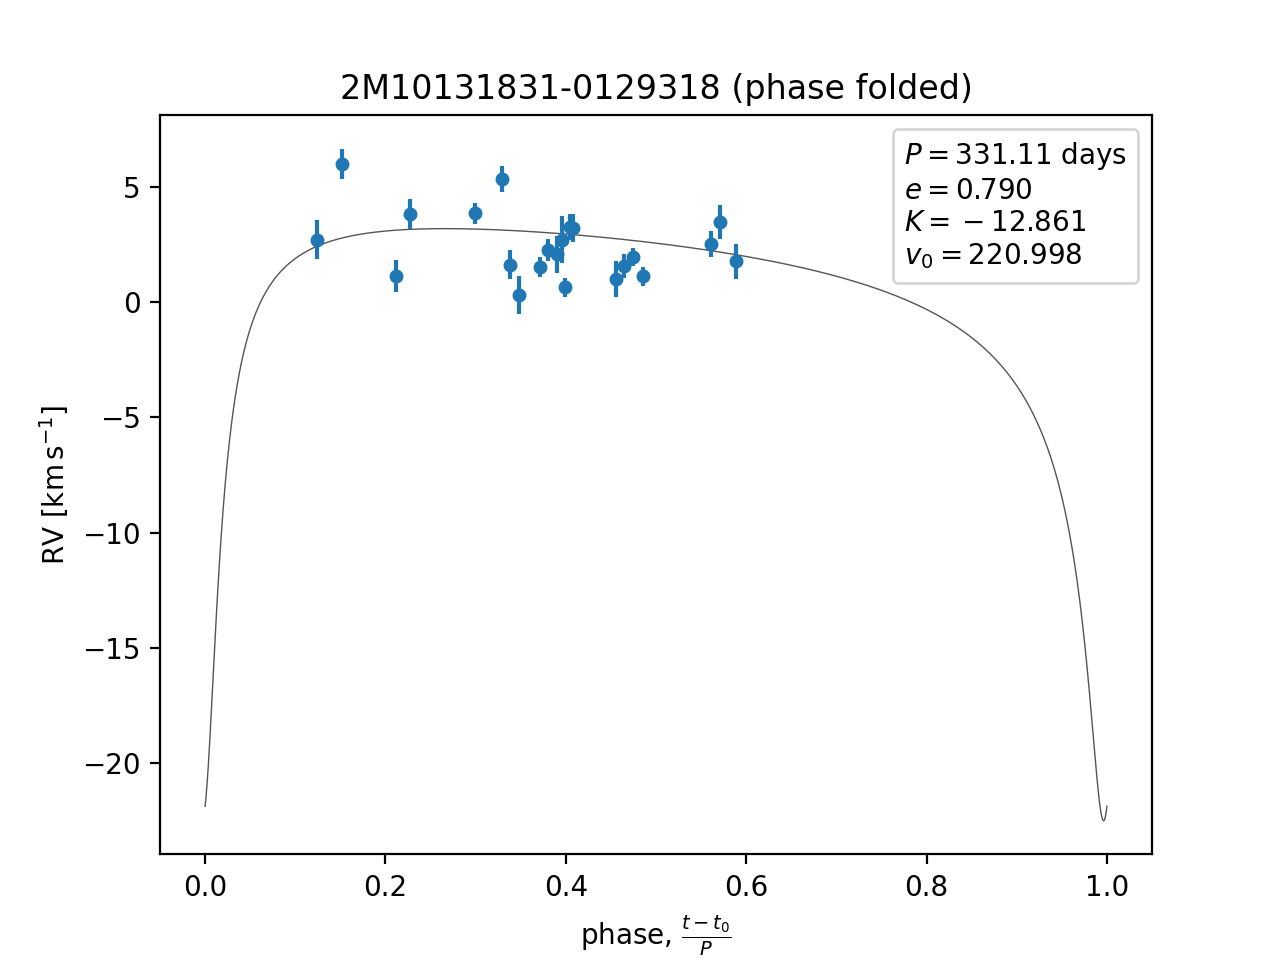 2M10131831-0129318 (phase folded)
P = 331.11 days
e = 0.790
K = −12.861
v₀ = 220.998
RV [km s⁻¹]
5
0
−5
−10
−15
−20
0.0 0.2 0.4 0.6 0.8 1.0
phase, (t − t₀)/P